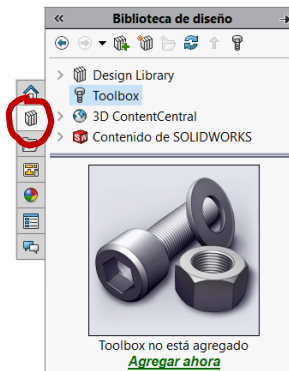 Biblioteca de diseño
Design Library
Toolbox
3D ContentCentral
Contenido de SOLIDWORKS
Toolbox no está agregado
Agregar ahora